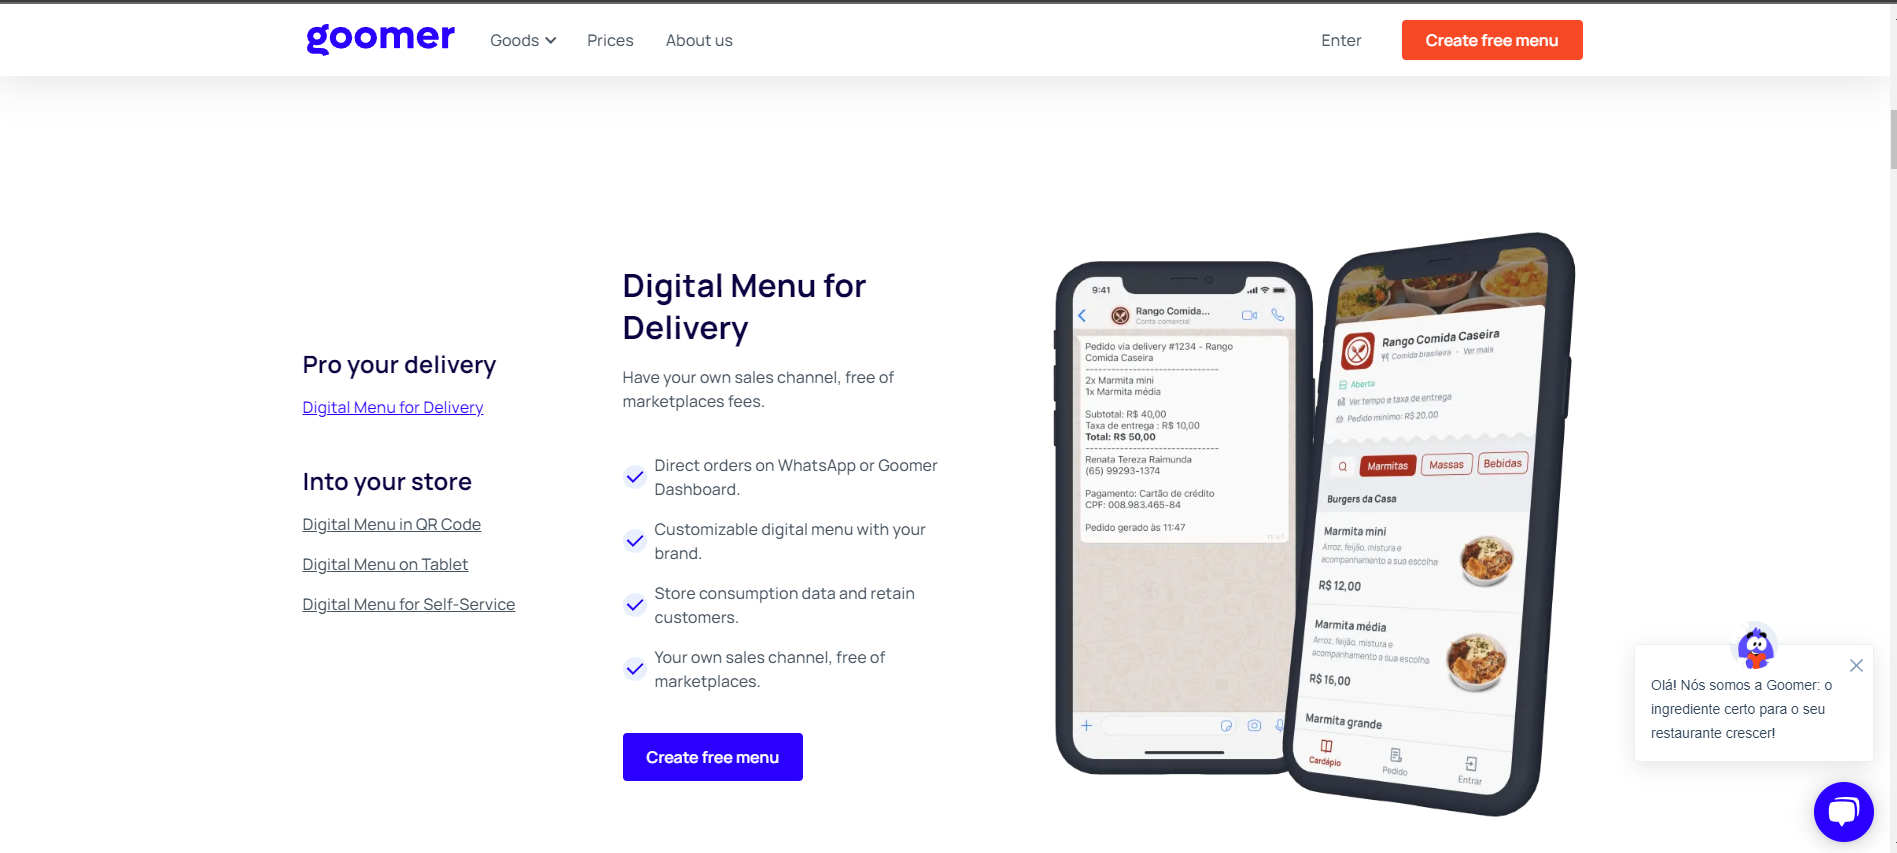 goomer
Goods
Prices
About us
Enter
Create free menu
Pro your delivery
Digital Menu for Delivery
Into your store
Digital Menu in QR Code
Digital Menu on Tablet
Digital Menu for Self-Service
Digital Menu for
Delivery
Have your own sales channel, free of
marketplaces fees.
Direct orders on WhatsApp or Goomer
Dashboard.
Customizable digital menu with your
brand.
Store consumption data and retain
customers.
Your own sales channel, free of
marketplaces.
Create free menu
9:41
Rango Comida...
Conta comercial
Pedido via delivery #1234 - Rango
Comida Caseira
--------------------------------
2x Marmita mini
1x Marmita média
Subtotal: R$ 40,00
Taxa de entrega : R$ 10,00
Total: R$ 50,00
--------------------------------
Renata Tereza Raimunda
(65) 99293-1374
Pagamento: Cartão de crédito
CPF: 008.983.465-84
Pedido gerado às 11:47
11:47
Rango Comida Caseira
Comida brasileira - Ver mais
Aberta
Ver tempo e taxa de entrega
Pedido mínimo: R$ 20,00
Marmitas
Massas
Bebidas
Burgers da Casa
Marmita mini
Arroz, feijão, mistura e
acompanhamento a sua escolha
R$ 12,00
Marmita média
Arroz, feijão, mistura e
acompanhamento a sua escolha
R$ 16,00
Marmita grande
Cardápio
Pedido
Entrar
Olá! Nós somos a Goomer: o
ingrediente certo para o seu
restaurante crescer!